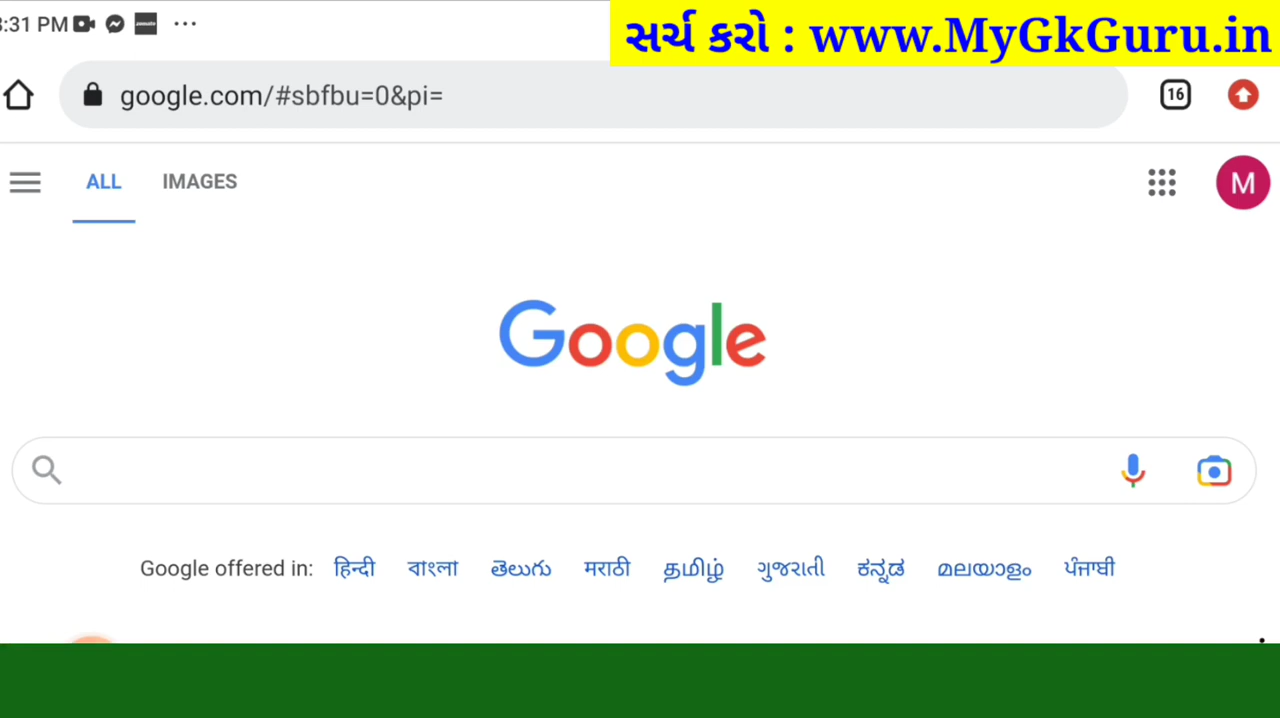 :31 PM
સર્ચ કરો : www.MyGkGuru.in
google.com/#sbfbu=0&pi=
16
ALL IMAGES
M
Google
Google offered in: हिन्दी বাংলা తెలుగు मराठी தமிழ் ગુજરાતી ಕನ್ನಡ മലയാളം ਪੰਜਾਬੀ